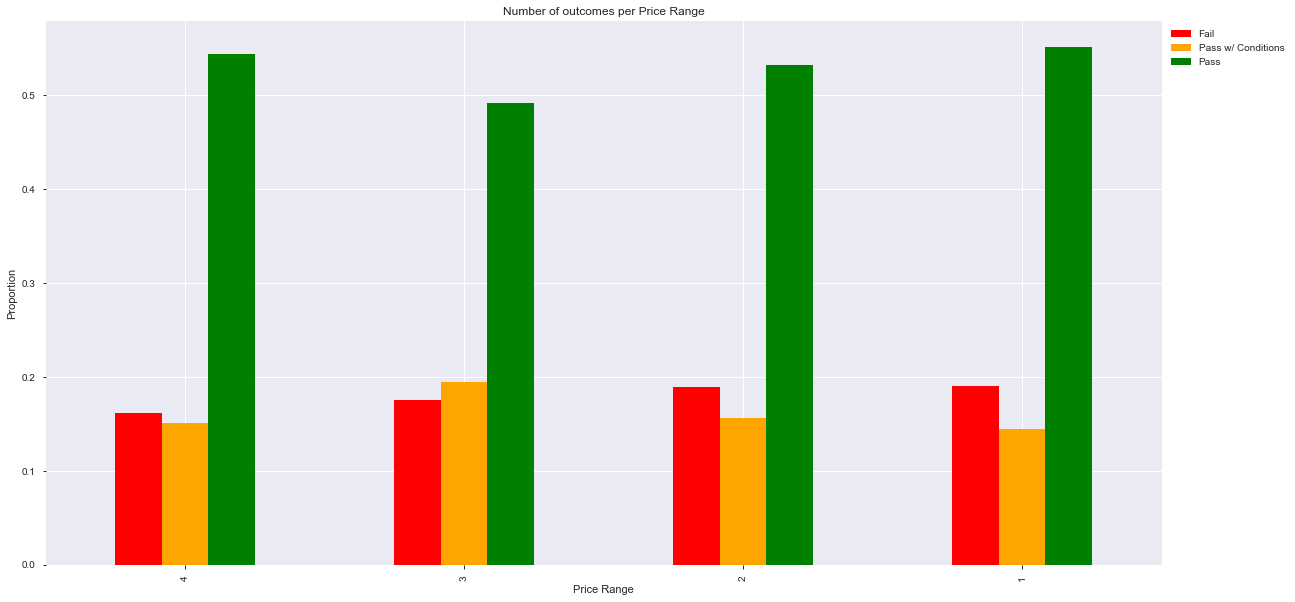 Number of outcomes per Price Range
Fail
Pass w/ Conditions
Pass
Proportion
0.5
0.4
0.3
0.2
0.1
0.0
4
3
2
1
Price Range